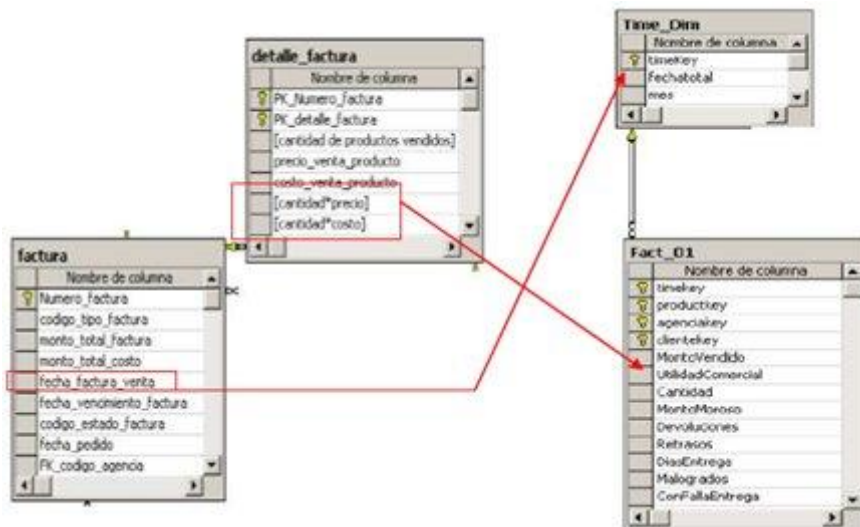 detalle_factura
Nombre de columna
PK_Numero_factura
PK_detalle_factura
[cantidad de productos vendidos]
precio_venta_producto
costo_venta_producto
[cantidad*precio]
[cantidad*costo]
factura
Nombre de columna
Numero_factura
codigo_tipo_factura
monto_total_factura
monto_total_costo
fecha_factura_venta
fecha_vencimiento_factura
codigo_estado_factura
fecha_pedido
FK_codigo_agencia
Time_Dim
Nombre de columna
timeKey
fechatotal
mes
Fact_01
Nombre de columna
timekey
productkey
agenciakey
clientekey
MontoVendido
UtilidadComercial
Cantidad
MontoMoroso
Devoluciones
Retrasos
DiasEntrega
Malogrados
ConFallaEntrega